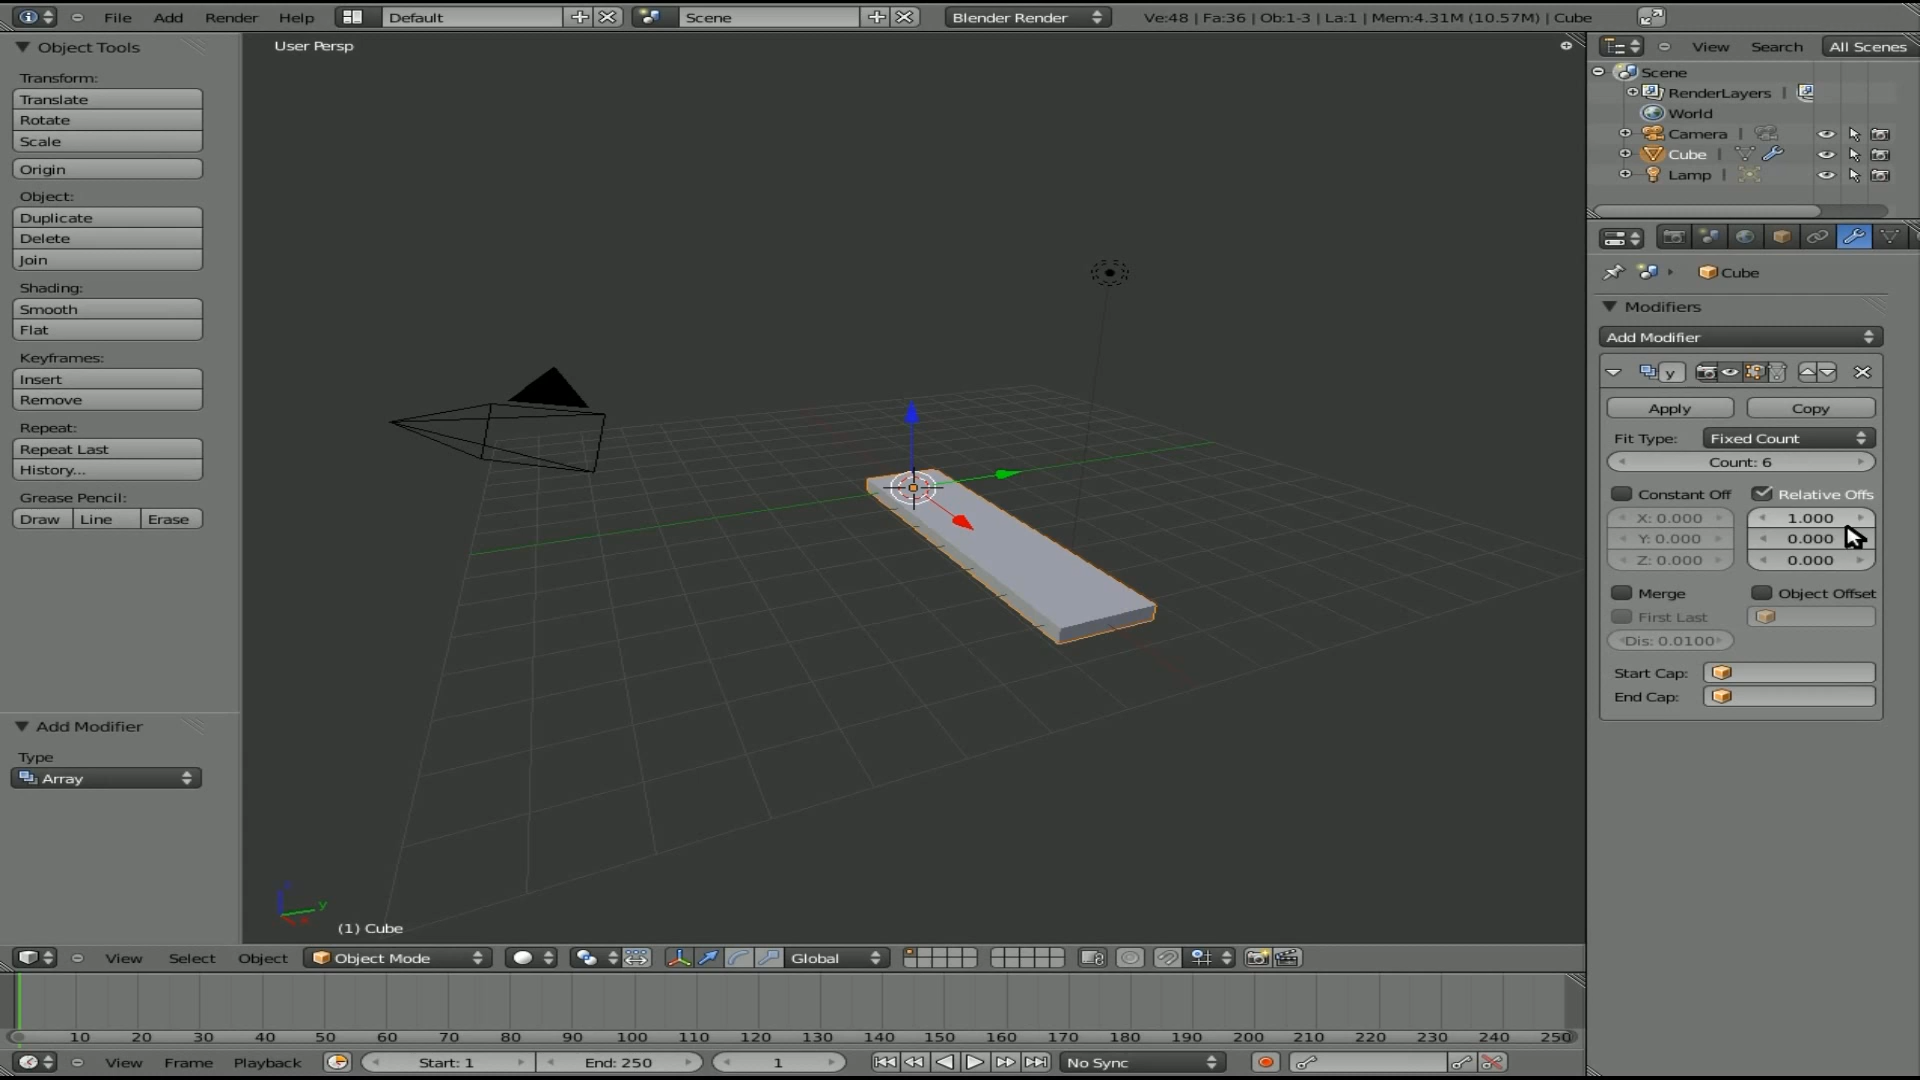 File Add Render Help Default Scene Blender Render Ve:48 | Fa:36 | Ob:1-3 | La:1 | Mem:4.31M (10.57M) | Cube
Object Tools
Transform:
Translate
Rotate
Scale
Origin
Object:
Duplicate
Delete
Join
Shading:
Smooth
Flat
Keyframes:
Insert
Remove
Repeat:
Repeat Last
History...
Grease Pencil:
Draw Line Erase
Add Modifier
Type
Array
User Persp
y
(1) Cube
View Search All Scenes
Scene
RenderLayers |
World
Camera |
Cube |
Lamp |
Cube
Modifiers
Add Modifier
y
Apply Copy
Fit Type: Fixed Count
Count: 6
Constant Off Relative Offs
X: 0.000 1.000
Y: 0.000 0.000
Z: 0.000 0.000
Merge Object Offset
First Last
Dis: 0.0100
Start Cap:
End Cap:
View Select Object Object Mode Global
10 20 30 40 50 60 70 80 90 100 110 120 130 140 150 160 170 180 190 200 210 220 230 240 250
View Frame Playback Start: 1 End: 250 1 No Sync